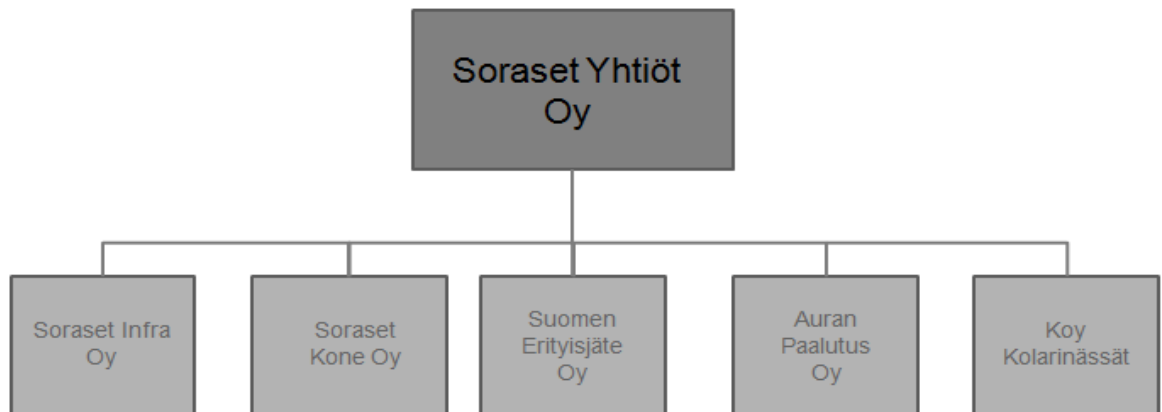 Soraset Yhtiöt
Oy
Soraset Infra
Oy
Soraset
Kone Oy
Suomen
Erityisjäte
Oy
Auran
Paalutus
Oy
Koy
Kolarinässät